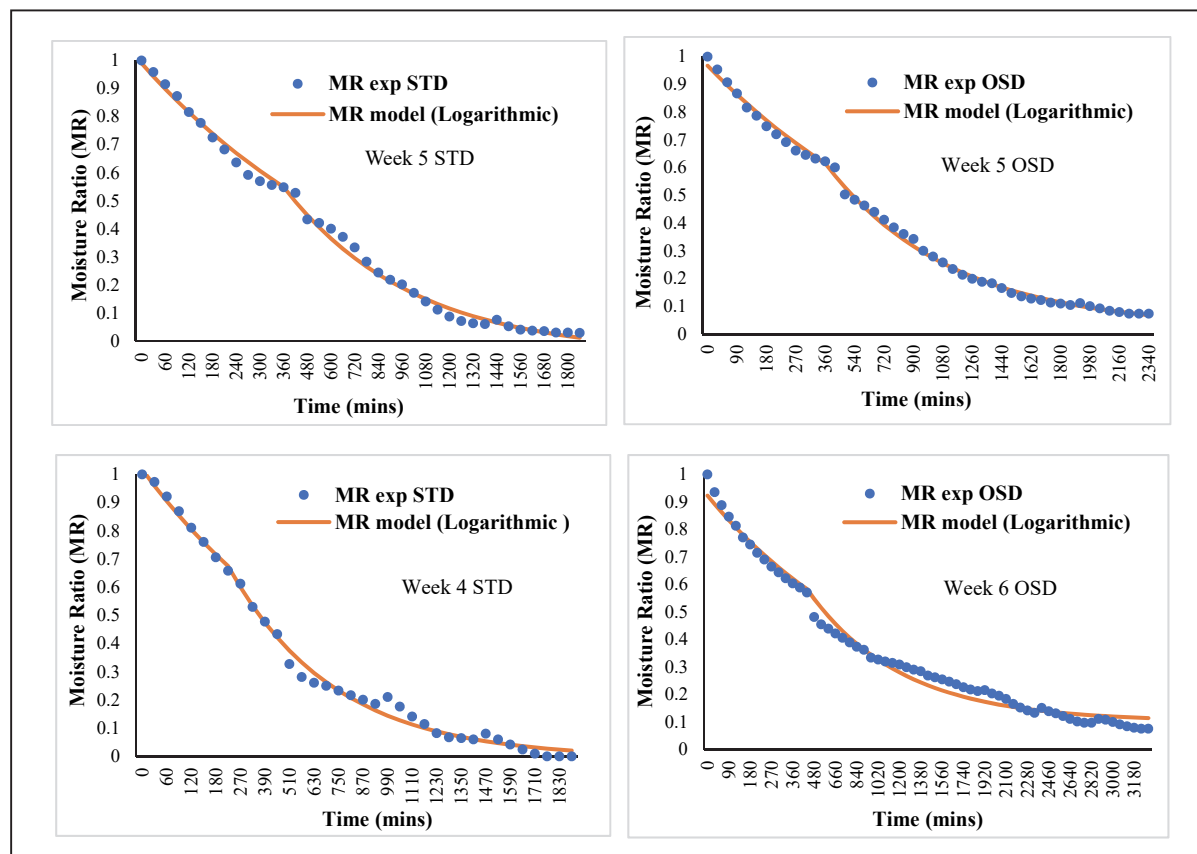 1
0.9
0.8
0.7
0.6
0.5
0.4
0.3
0.2
0.1
0
Moisture Ratio (MR)
MR exp STD
MR model (Logarithmic)
Week 5 STD
0 60 120 180 240 300 360 480 600 720 840 960 1080 1200 1320 1440 1560 1680 1800
Time (mins)
1
0.9
0.8
0.7
0.6
0.5
0.4
0.3
0.2
0.1
0
Moisture Ratio (MR)
MR exp OSD
MR model (Logarithmic)
Week 5 OSD
0 90 180 270 360 540 720 900 1080 1260 1440 1620 1800 1980 2160 2340
Time (mins)
1
0.9
0.8
0.7
0.6
0.5
0.4
0.3
0.2
0.1
0
Moisture Ratio (MR)
MR exp STD
MR model (Logarithmic )
Week 4 STD
0 60 120 180 270 390 510 630 750 870 990 1110 1230 1350 1470 1590 1710 1830
Time (mins)
1
0.9
0.8
0.7
0.6
0.5
0.4
0.3
0.2
0.1
0
Moisture Ratio (MR)
MR exp OSD
MR model (Logarithmic)
Week 6 OSD
0 90 180 270 360 480 660 840 1020 1200 1380 1560 1740 1920 2100 2280 2460 2640 2820 3000 3180
Time (mins)